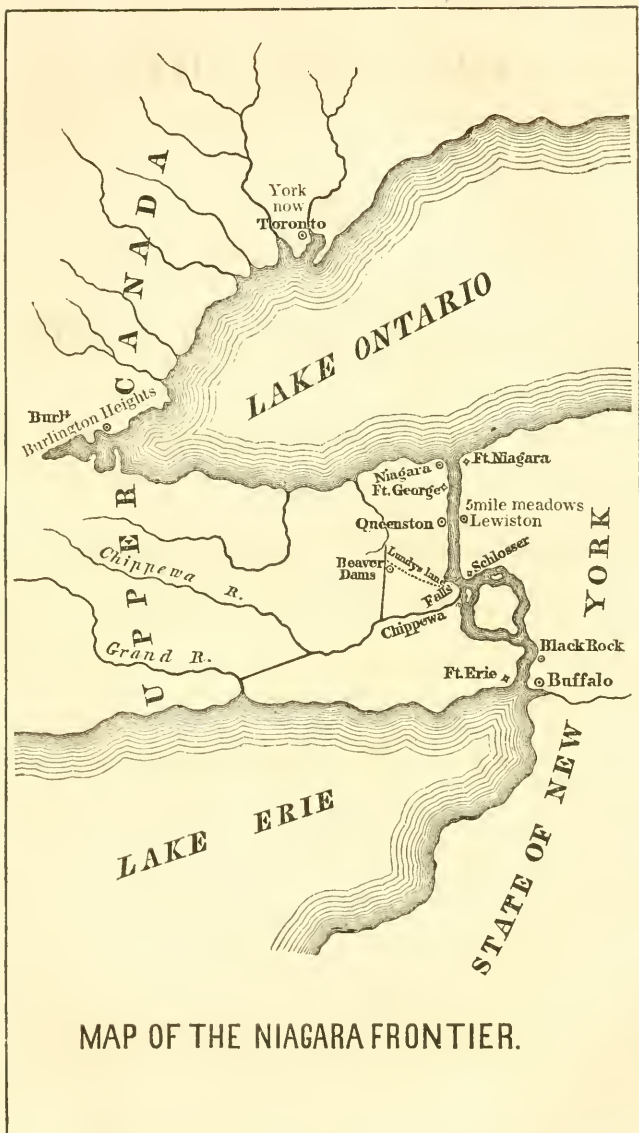 UPPER CANADA
York
now
Toronto
LAKE ONTARIO
Burlt
Burlington Heights
Niagara
Ft. Niagara
Ft. George
5mile meadows
Queenston
Lewiston
Schlosser
Lundys lane
Beaver
Dams
Falls
Chippewa
Chippewa R.
Grand R.
Black Rock
Ft. Erie
Buffalo
LAKE ERIE
STATE OF NEW YORK
MAP OF THE NIAGARA FRONTIER.